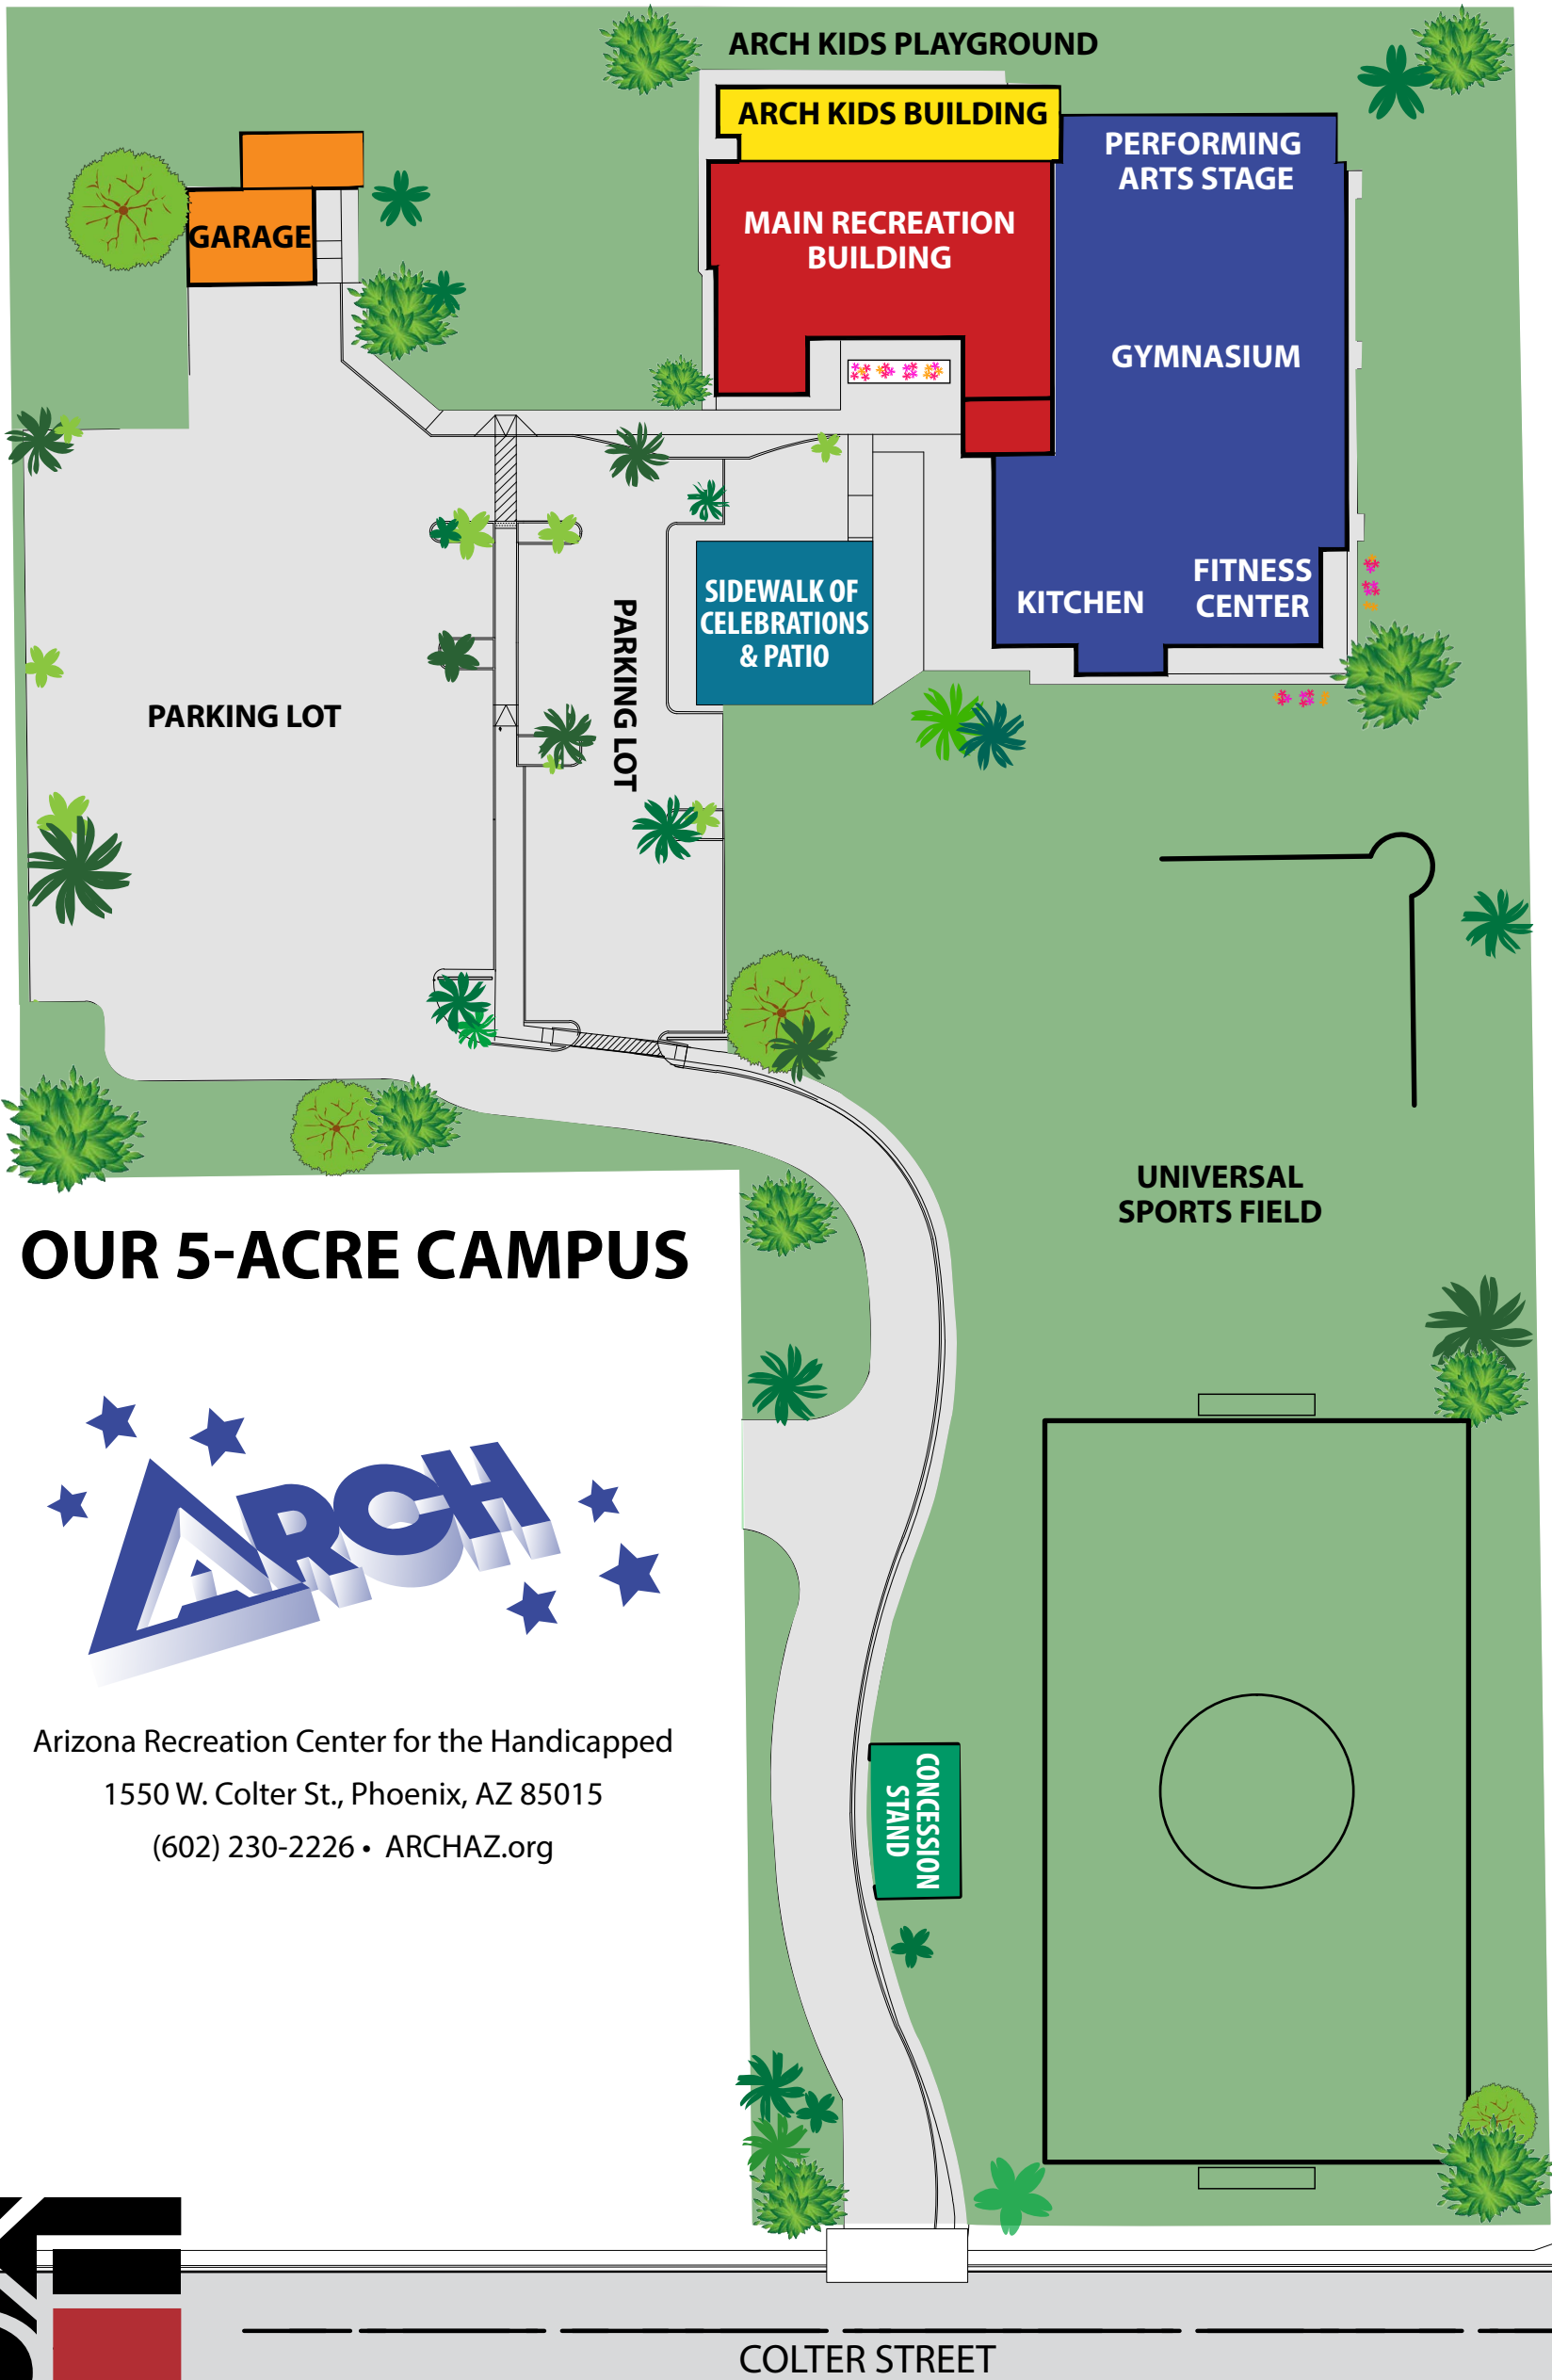 ARCH KIDS PLAYGROUND
ARCH KIDS BUILDING
PERFORMING
ARTS STAGE
MAIN RECREATION
BUILDING
GARAGE
GYMNASIUM
FITNESS
CENTER
KITCHEN
SIDEWALK OF
CELEBRATIONS
& PATIO
PARKING LOT
PARKING LOT
UNIVERSAL
SPORTS FIELD
OUR 5-ACRE CAMPUS
ARCH
Arizona Recreation Center for the Handicapped
1550 W. Colter St., Phoenix, AZ 85015
(602) 230-2226 • ARCHAZ.org
CONCESSION
STAND
COLTER STREET